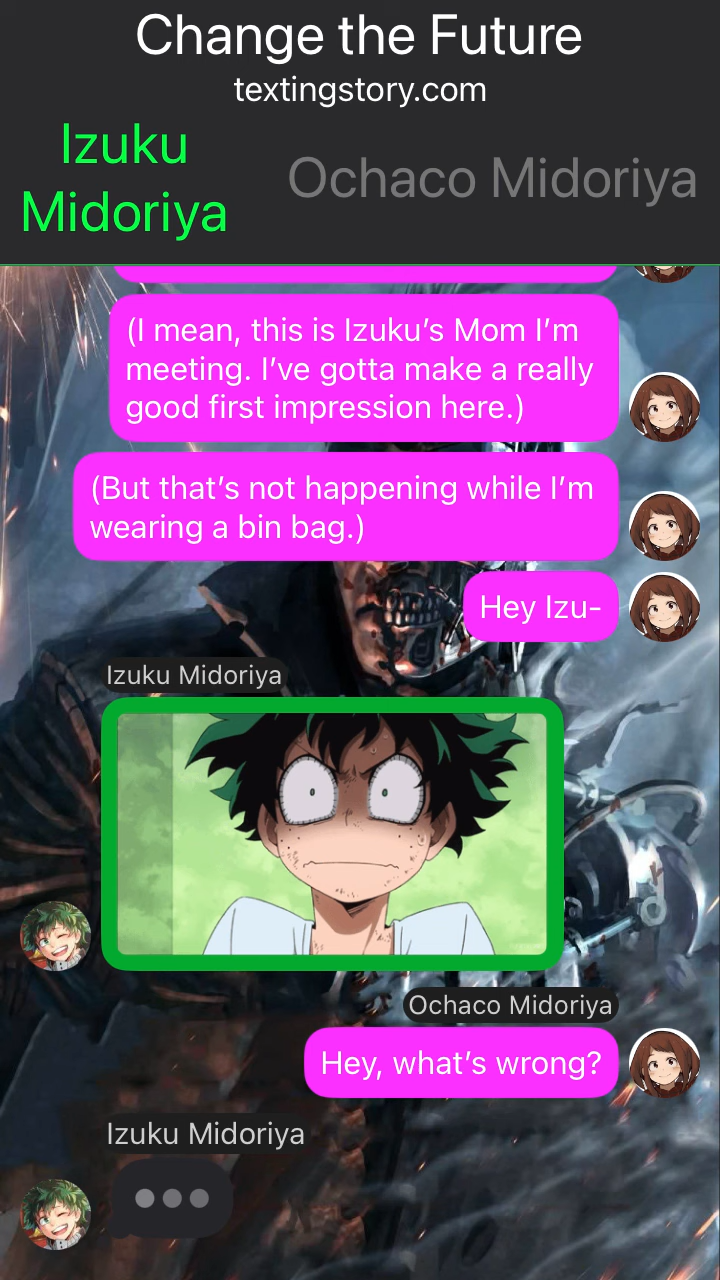 Change the Future
textingstory.com
Izuku
Midoriya
Ochaco Midoriya
(I mean, this is Izuku’s Mom I’m
meeting. I’ve gotta make a really
good first impression here.)
(But that’s not happening while I’m
wearing a bin bag.)
Hey Izu-
Izuku Midoriya
Ochaco Midoriya
Hey, what’s wrong?
Izuku Midoriya